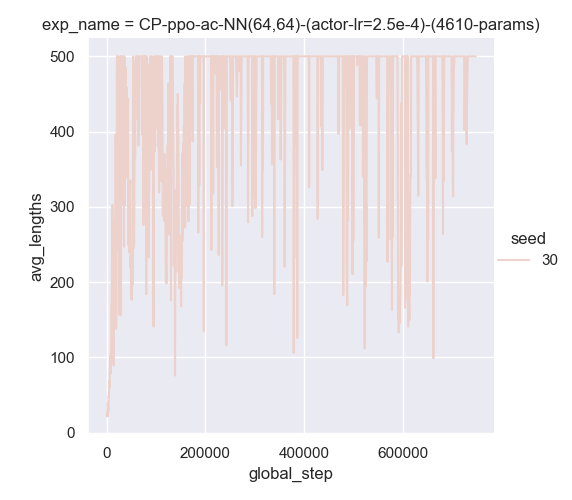 exp_name = CP-ppo-ac-NN(64,64)-(actor-lr=2.5e-4)-(4610-params)
500
400
300
200
100
0
avg_lengths
seed
30
0
200000
400000
600000
global_step